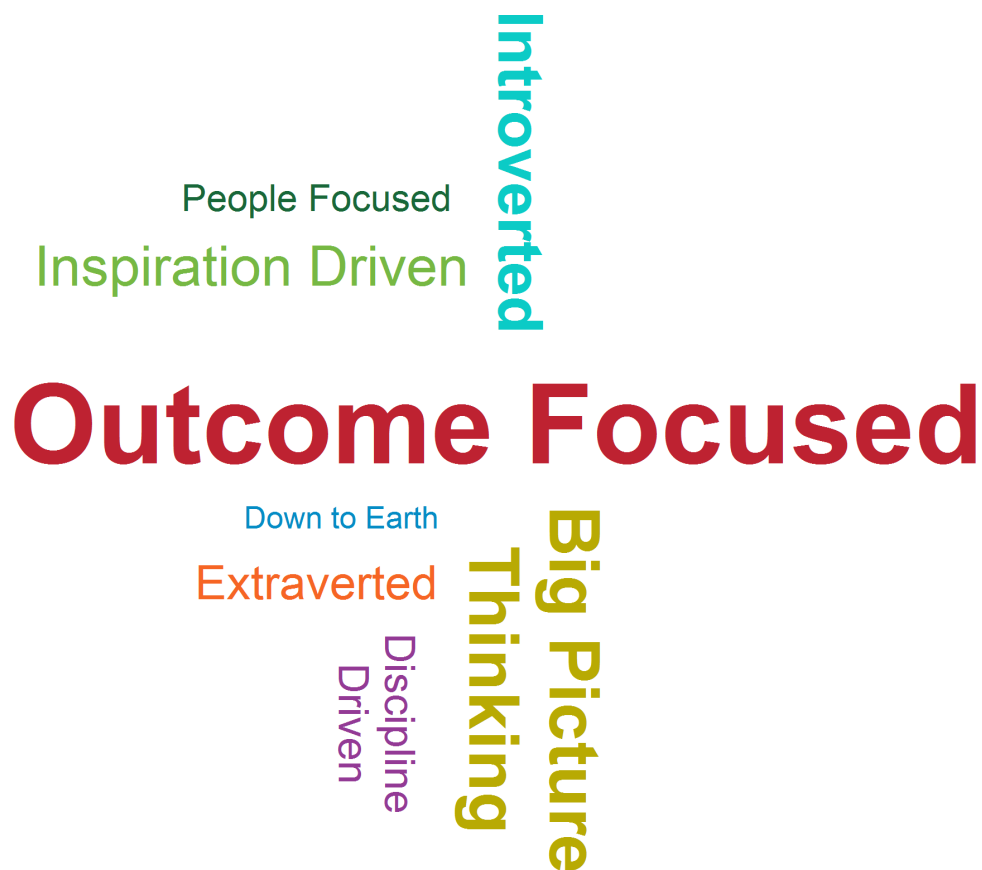 Introverted
People Focused
Inspiration Driven
Outcome Focused
Down to Earth
Extraverted
Big Picture
Thinking
Discipline
Driven